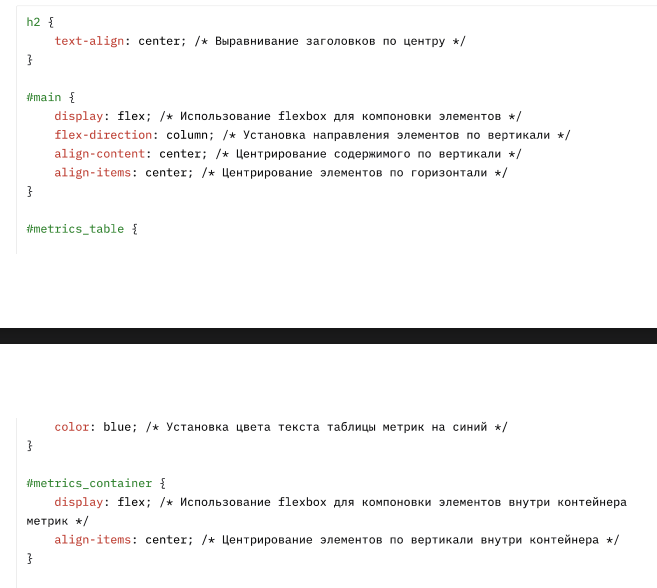 h2 {
    text-align: center; /* Выравнивание заголовков по центру */
}
#main {
    display: flex; /* Использование flexbox для компоновки элементов */
    flex-direction: column; /* Установка направления элементов по вертикали */
    align-content: center; /* Центрирование содержимого по вертикали */
    align-items: center; /* Центрирование элементов по горизонтали */
}
#metrics_table {
    color: blue; /* Установка цвета текста таблицы метрик на синий */
}
#metrics_container {
    display: flex; /* Использование flexbox для компоновки элементов внутри контейнера
метрик */
    align-items: center; /* Центрирование элементов по вертикали внутри контейнера */
}